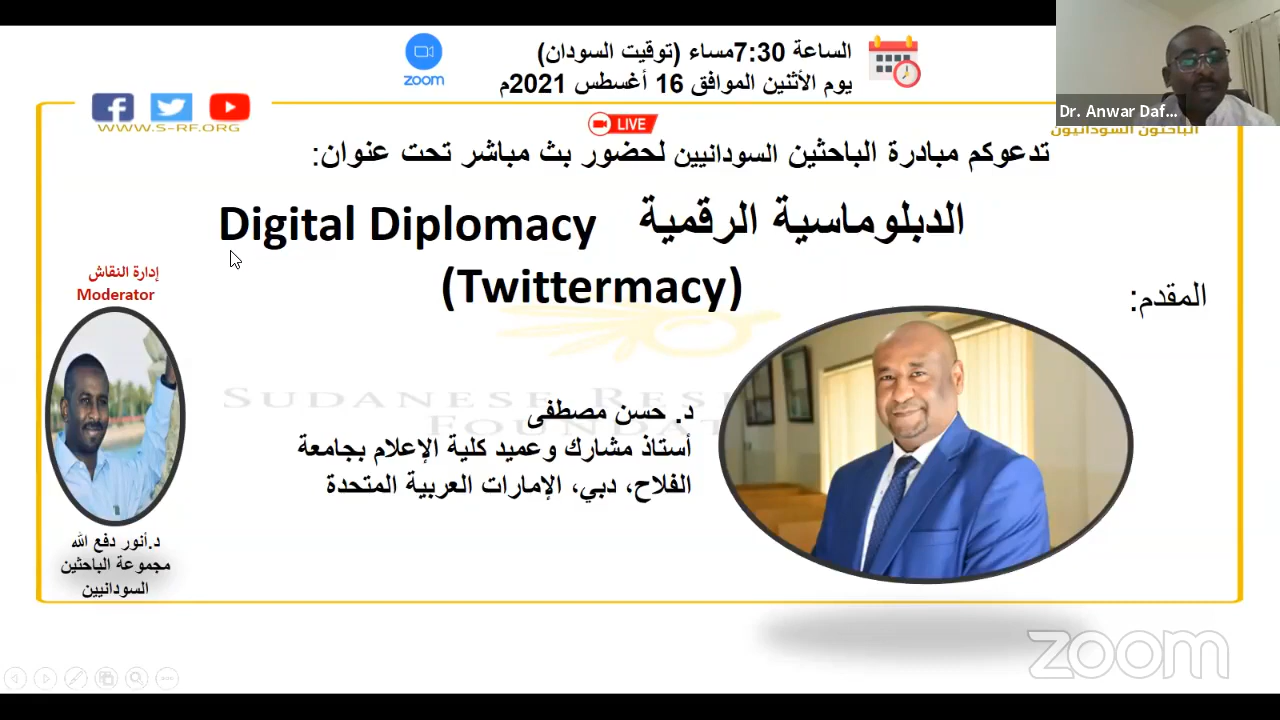 الساعة 7:30مساء (توقيت السودان)
يوم الأثنين الموافق 16 أغسطس 2021م
zoom
Dr. Anwar Daf...
WWW.S-RF.ORG
LIVE
الباحثون السودانيون
تدعوكم مبادرة الباحثين السودانيين لحضور بث مباشر تحت عنوان:
الدبلوماسية الرقمية Digital Diplomacy
(Twittermacy)
إدارة النقاش
Moderator
المقدم:
SUDANESE RES
FOUNDAT
د. حسن مصطفى
أستاذ مشارك وعميد كلية الإعلام بجامعة
الفلاح، دبي، الإمارات العربية المتحدة
د.أنور دفع الله
مجموعة الباحثين
السودانيين
zoom